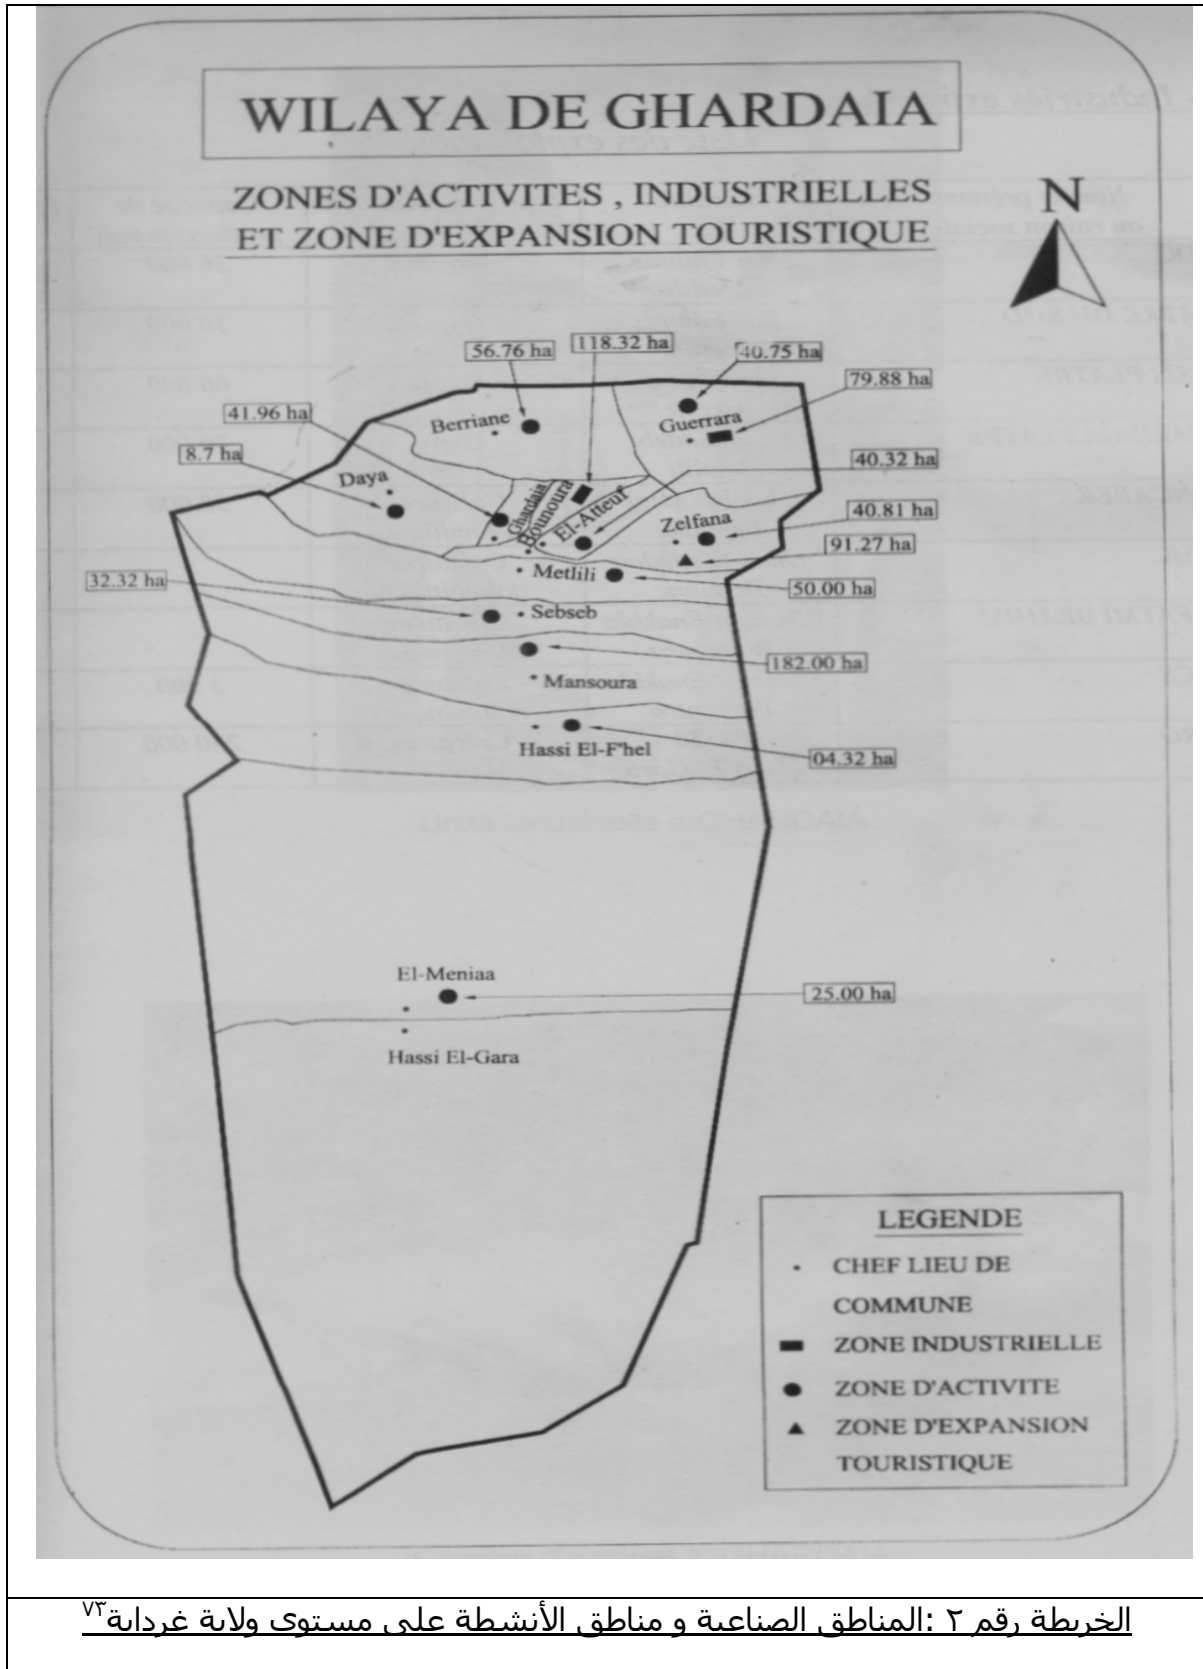 WILAYA DE GHARDAIA
ZONES D'ACTIVITES , INDUSTRIELLES
ET ZONE D'EXPANSION TOURISTIQUE
N
56.76 ha
118.32 ha
40.75 ha
79.88 ha
41.96 ha
Berriane
Guerrara
8.7 ha
40.32 ha
Daya
Ghardaia
Bounoura
El-Atteuf
Zelfana
40.81 ha
91.27 ha
32.32 ha
Metlili
50.00 ha
Sebseb
182.00 ha
Mansoura
Hassi El-F'hel
04.32 ha
El-Meniaa
25.00 ha
Hassi El-Gara
LEGENDE
CHEF LIEU DE
COMMUNE
ZONE INDUSTRIELLE
ZONE D'ACTIVITE
ZONE D'EXPANSION
TOURISTIQUE
الخريطة رقم ٢ :المناطق الصناعية و مناطق الأنشطة على مستوى ولاية غرداية٧٣